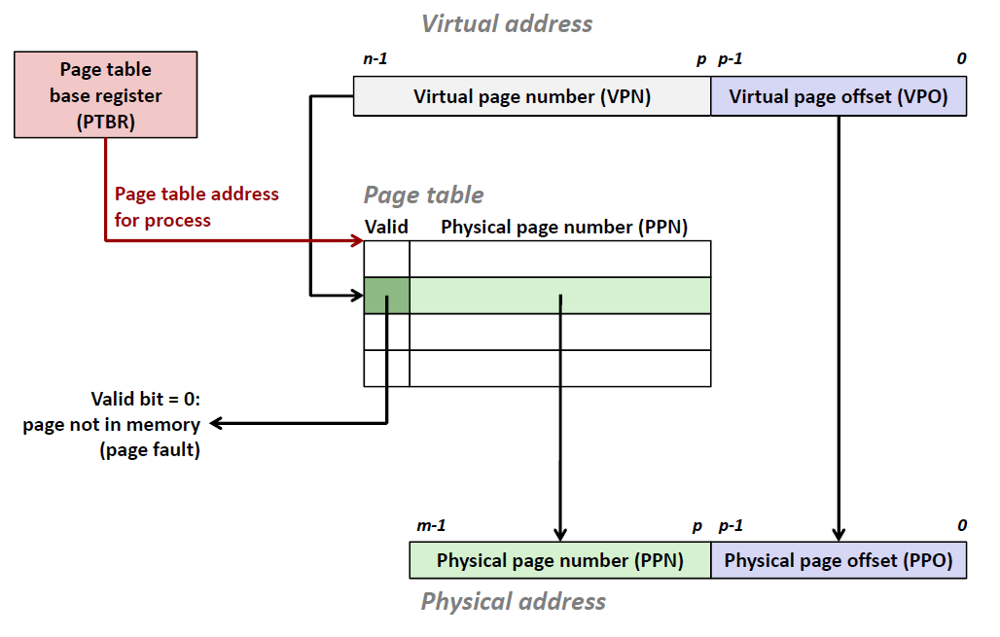 Virtual address
n-1 p p-1 0
Page table
base register
(PTBR)
Virtual page number (VPN) Virtual page offset (VPO)
Page table address
for process
Page table
Valid Physical page number (PPN)
Valid bit = 0:
page not in memory
(page fault)
m-1 p p-1 0
Physical page number (PPN) Physical page offset (PPO)
Physical address